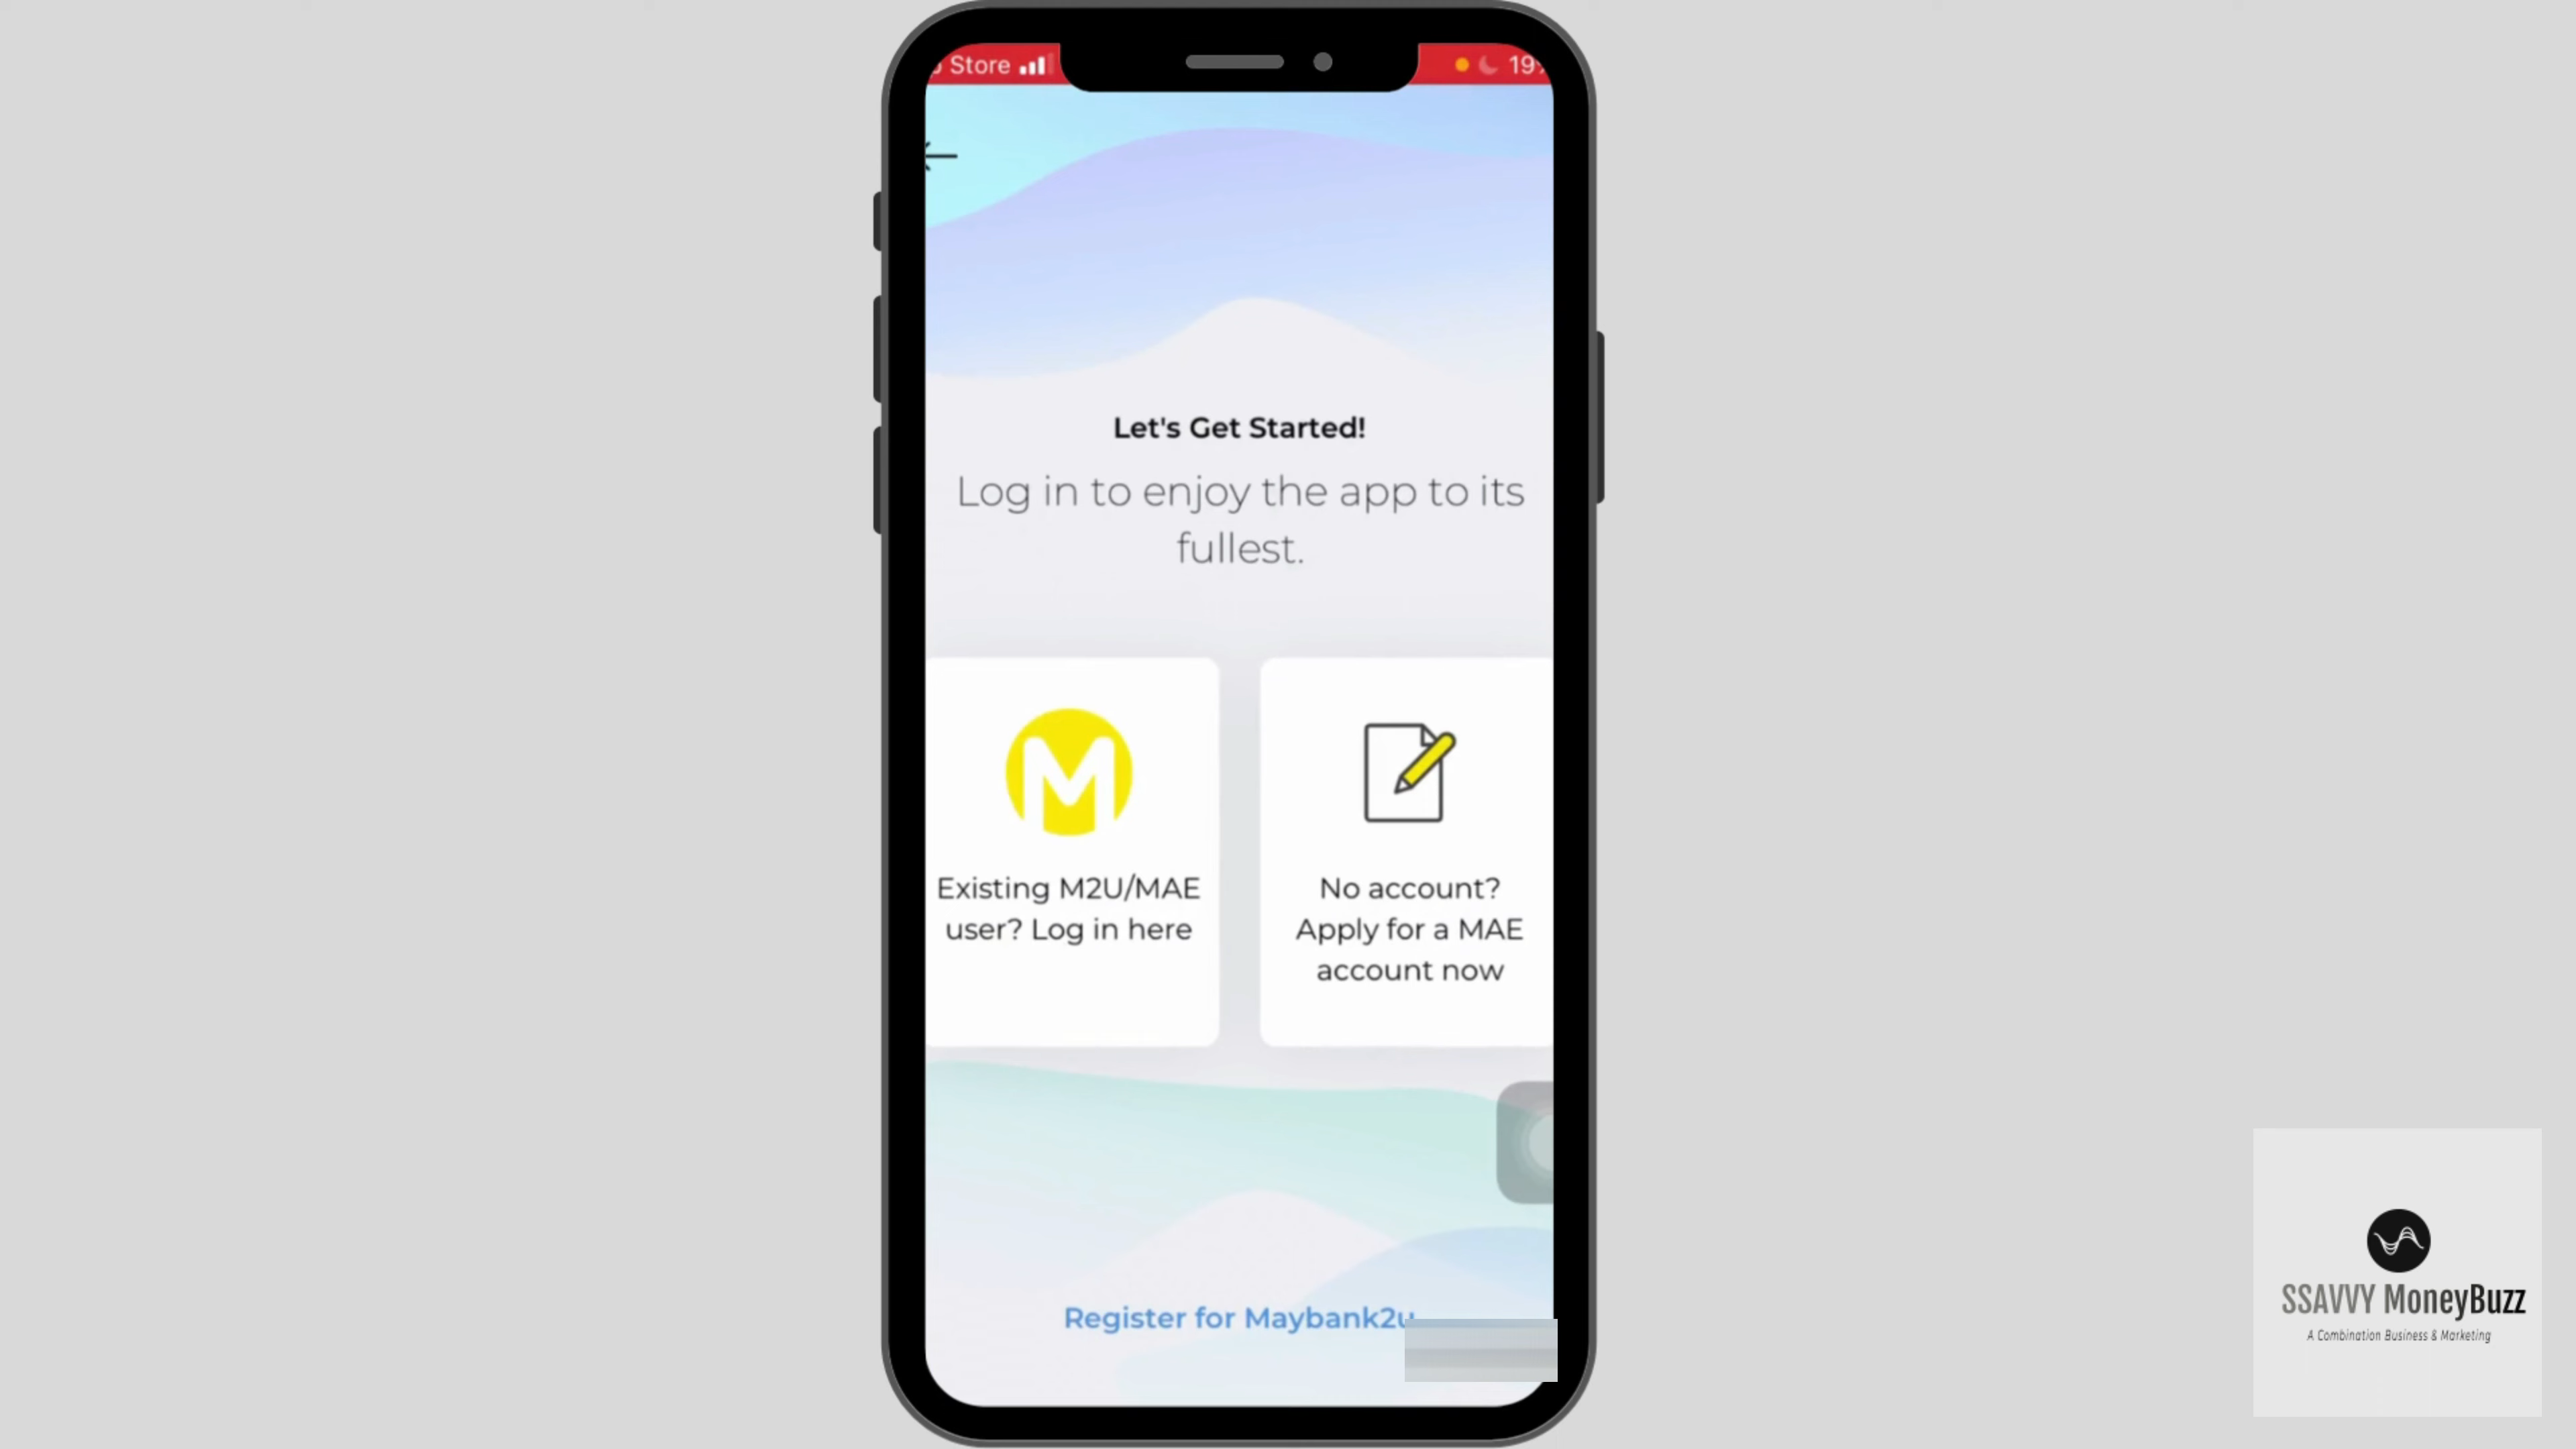 Store
19
Let's Get Started!
Log in to enjoy the app to its
fullest.
Existing M2U/MAE
user? Log in here
No account?
Apply for a MAE
account now
Register for Maybank2u
SSAVVY MoneyBuzz
A Combination Business & Marketing